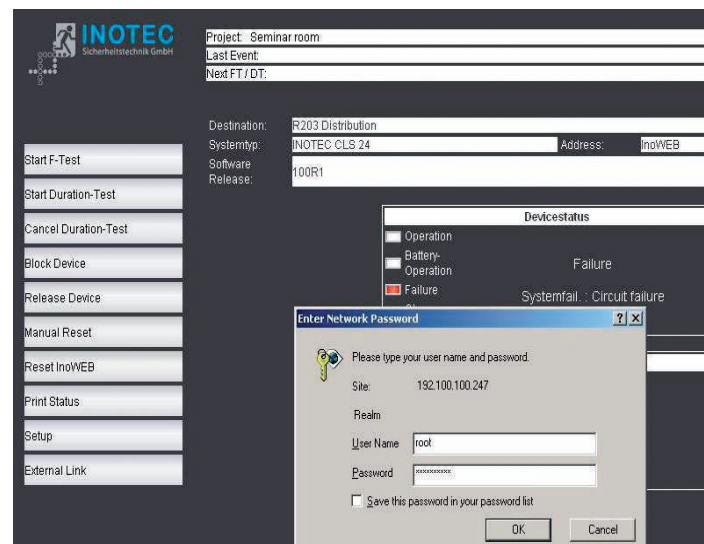 INOTEC
Sicherheitstechnik GmbH
Project: Seminar room
Last Event:
Next FT / DT:
Destination: R203 Distribution
Systemtyp: INOTEC CLS 24 Address: InoWEB
Software
Release: 100R1
Start F-Test
Start Duration-Test
Cancel Duration-Test
Block Device
Release Device
Manual Reset
Reset InoWEB
Print Status
Setup
External Link
Devicestatus
Operation
Battery-
Operation
Failure
Failure
Systemfail. : Circuit failure
Enter Network Password
Please type your user name and password.
Site: 192.100.100.247
Realm
User Name root
Password xxxxxxxxxx
Save this password in your password list
OK Cancel